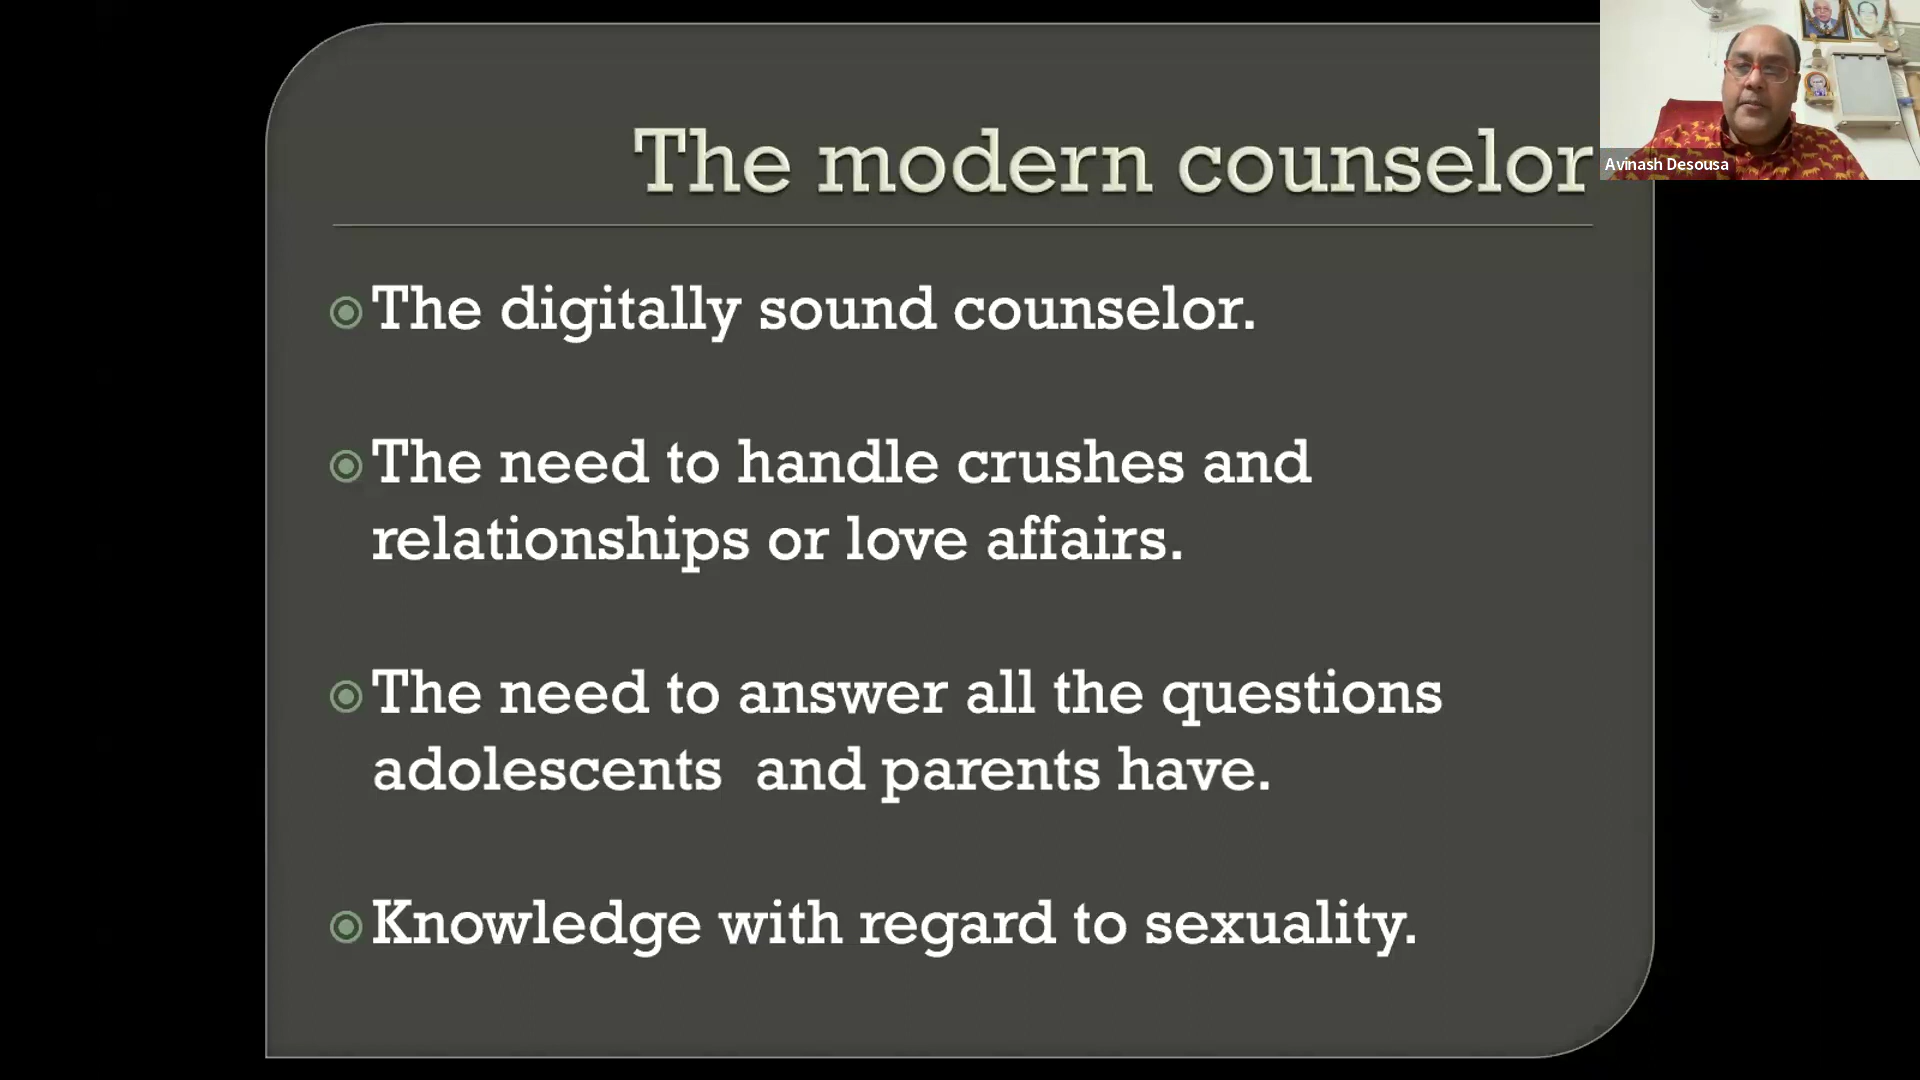 The modern counselor
Avinash Desousa
The digitally sound counselor.
The need to handle crushes and
relationships or love affairs.
The need to answer all the questions
adolescents  and parents have.
Knowledge with regard to sexuality.